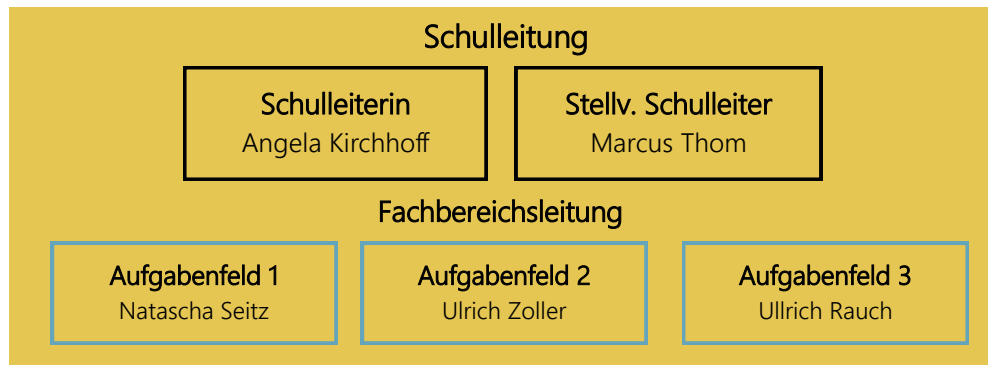 Schulleitung
Schulleiterin
Angela Kirchhoff
Stellv. Schulleiter
Marcus Thom
Fachbereichsleitung
Aufgabenfeld 1
Natascha Seitz
Aufgabenfeld 2
Ulrich Zoller
Aufgabenfeld 3
Ullrich Rauch